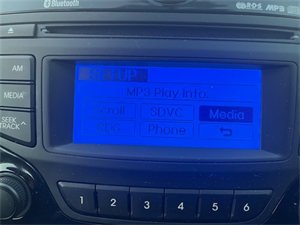 Bluetooth
MP3
AM
MEDIA
SEEK
TRACK
SETUP
MP3 Play Info.
Scroll
SDVC
Media
Phone
1 2 3 4 5 6